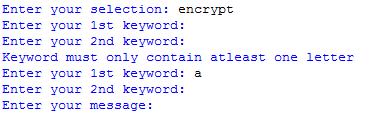 Enter your selection: encrypt
Enter your 1st keyword:
Enter your 2nd keyword:
Keyword must only contain atleast one letter
Enter your 1st keyword: a
Enter your 2nd keyword:
Enter your message: